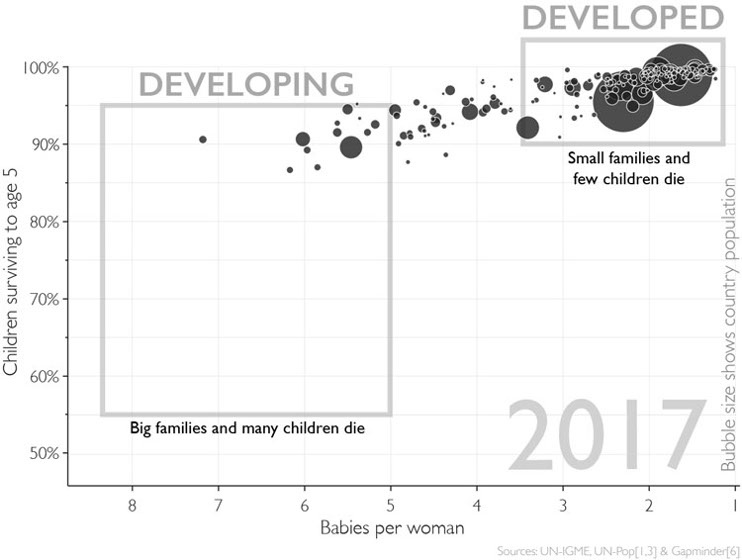 DEVELOPED
DEVELOPING
Children surviving to age 5
100%
90%
80%
70%
60%
50%
Small families and
few children die
Big families and many children die
2017
Bubble size shows country population
8 7 6 5 4 3 2 1
Babies per woman
Sources: UN-IGME, UN-Pop[1,3] & Gapminder[6]